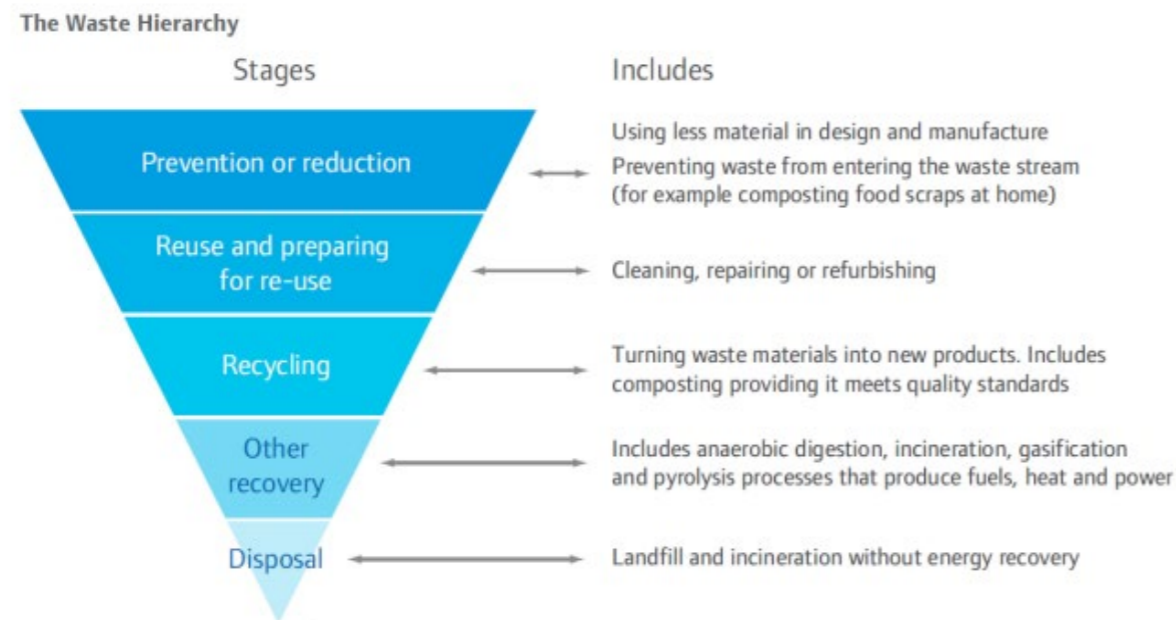 The Waste Hierarchy
Stages
Includes
Prevention or reduction
Using less material in design and manufacture
Preventing waste from entering the waste stream
(for example composting food scraps at home)
Reuse and preparing
for re-use
Cleaning, repairing or refurbishing
Recycling
Turning waste materials into new products. Includes
composting providing it meets quality standards
Other
recovery
Includes anaerobic digestion, incineration, gasification
and pyrolysis processes that produce fuels, heat and power
Disposal
Landfill and incineration without energy recovery